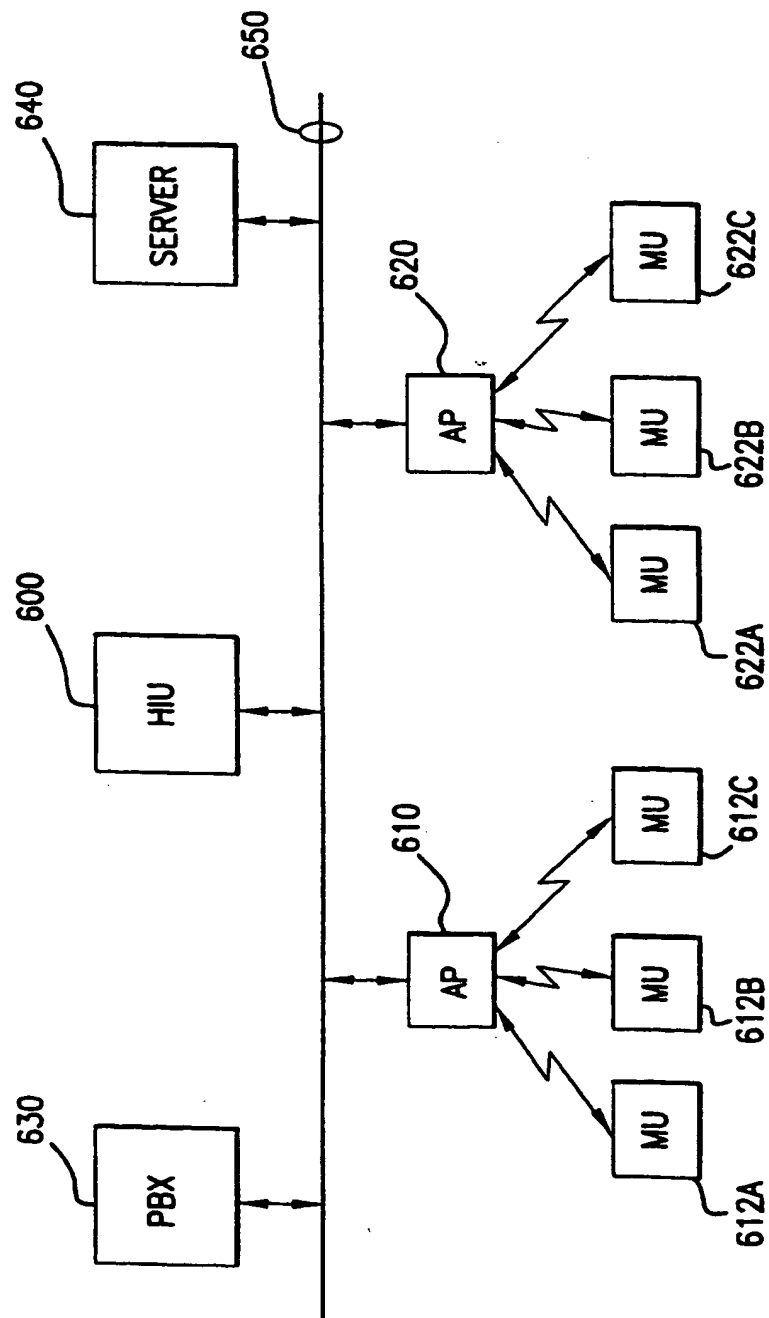 630
PBX
600
HIU
640
SERVER
650
610
AP
620
AP
MU
MU
MU
612A
612B
612C
MU
MU
MU
622A
622B
622C